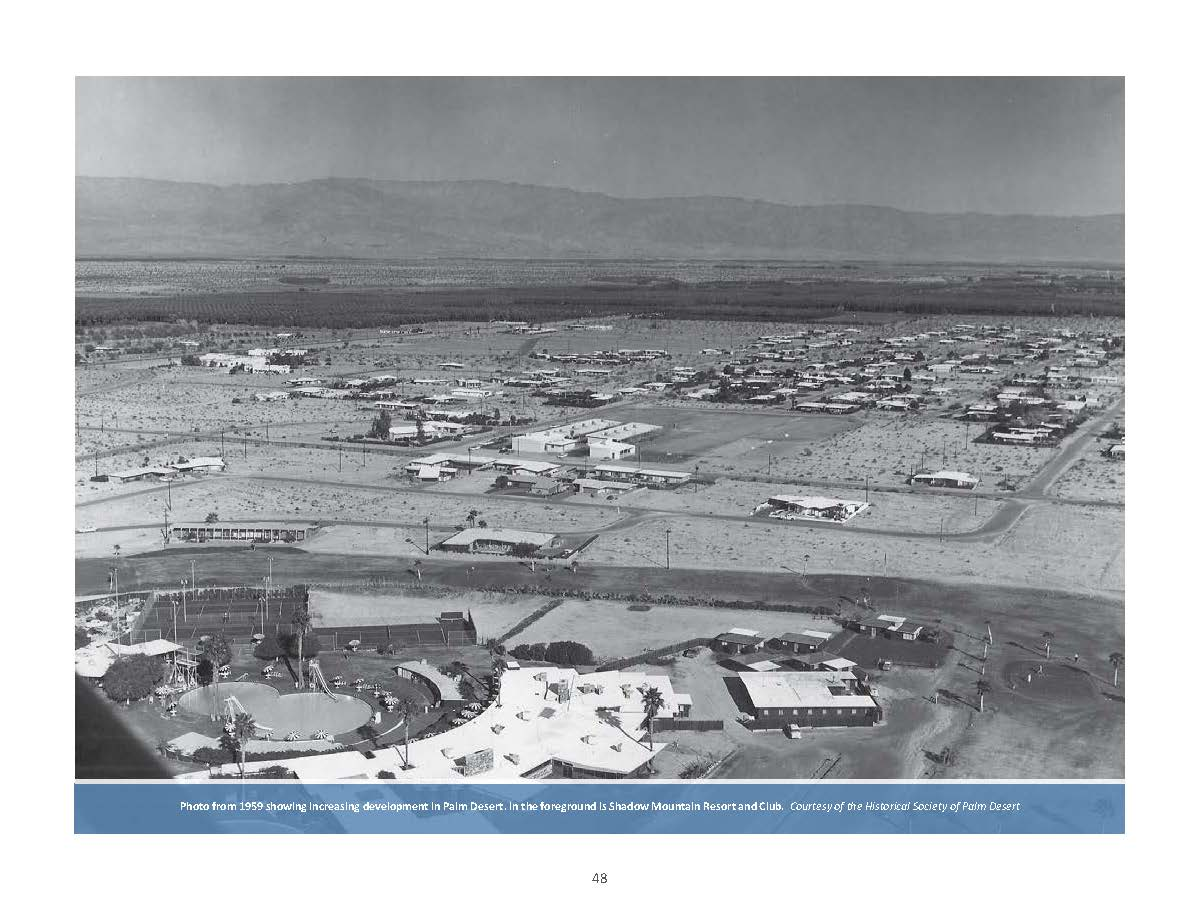 Photo from 1959 showing increasing development in Palm Desert. In the foreground is Shadow Mountain Resort and Club. Courtesy of the Historical Society of Palm Desert
48